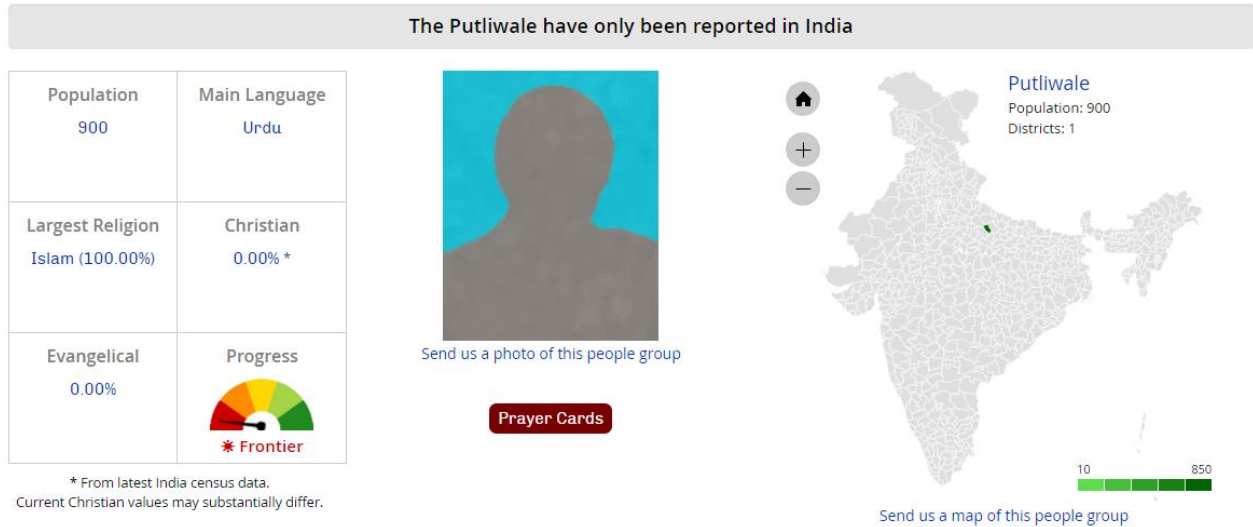 The Putliwale have only been reported in India
Population
900
Main Language
Urdu
Largest Religion
Islam (100.00%)
Christian
0.00% *
Evangelical
0.00%
Progress
Frontier
* From latest India census data.
Current Christian values may substantially differ.
Send us a photo of this people group
Prayer Cards
Putliwale
Population: 900
Districts: 1
10
850
Send us a map of this people group